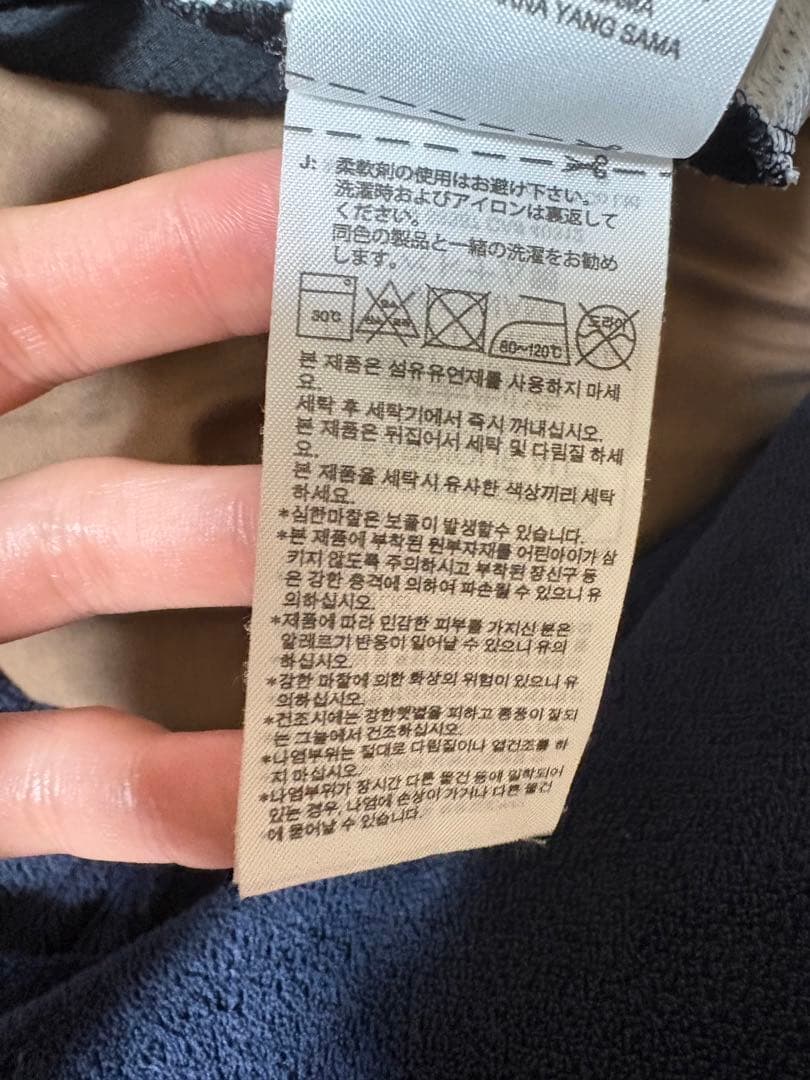 SAMA
YANG SAMA
J: 柔軟剤の使用はお避け下さい。
洗濯時およびアイロンは裏返して
ください。
同色の製品と一緒の洗濯をお勧め
します。
30℃
80~120℃
드라이
본 제품은 섬유유연제를 사용하지 마세
요.
세탁 후 세탁기에서 즉시 꺼내십시오.
본 제품은 뒤집어서 세탁 및 다림질 하세
요.
본 제품을 세탁시 유사한 색상끼리 세탁
하세요.
*심한마찰은 보풀이 발생할수 있습니다.
*본 제품에 부착된 원부자재를 어린아이가 삼
키지 않도록 주의하시고 부착된 장신구 등
은 강한 충격에 의하여 파손될 수 있으니 유
의하십시오.
*제품에 따라 민감한 피부를 가지신 분은
알레르기 반응이 일어날 수 있으니 유의
하십시오.
*강한 마찰에 의한 화상의 위험이 있으니 유
의하십시오.
*건조시에는 강한햇볕을 피하고 통풍이 잘되
는 그늘에서 건조하십시오.
*나염부위는 절대로 다림질이나 열건조를 하
지 마십시오.
*나염부위가 장시간 다른 물건 등에 밀착되어
있는 경우, 나염에 손상이 가거나 다른 물건
에 묻어날 수 있습니다.